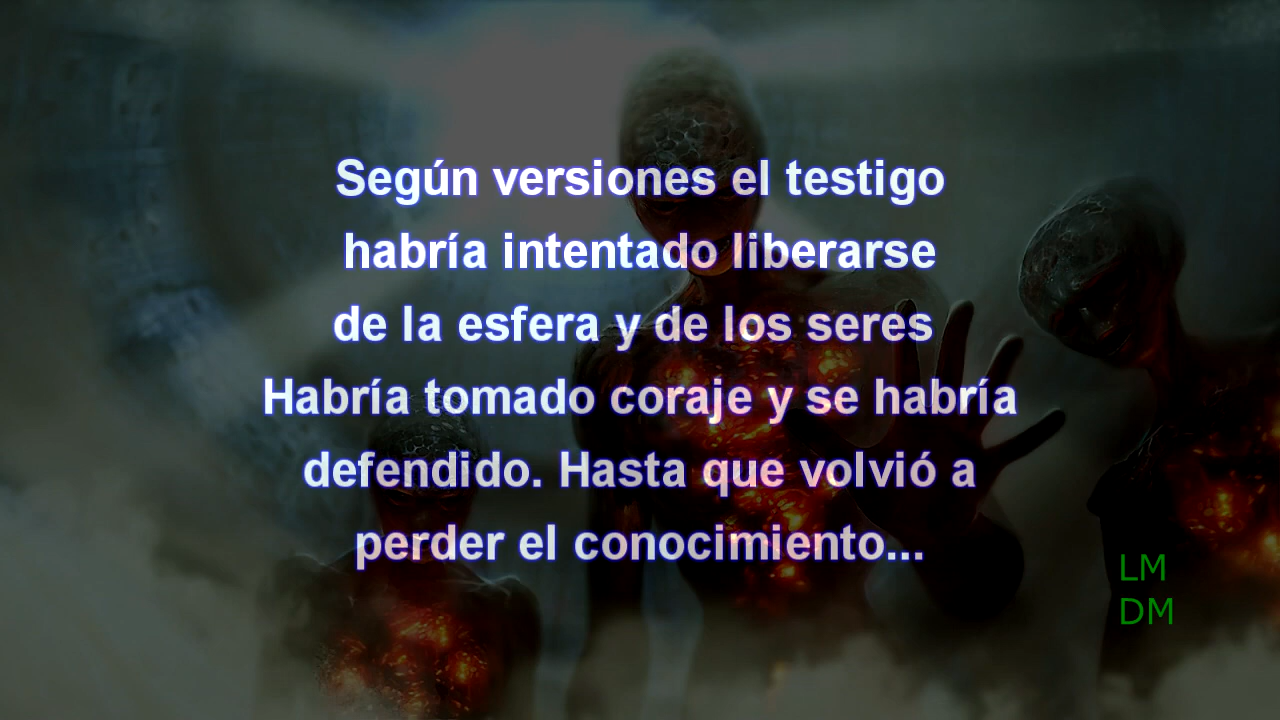 Según versiones el testigo
habría intentado liberarse
de la esfera y de los seres
Habría tomado coraje y se habría
defendido. Hasta que volvió a
perder el conocimiento...
LM
DM